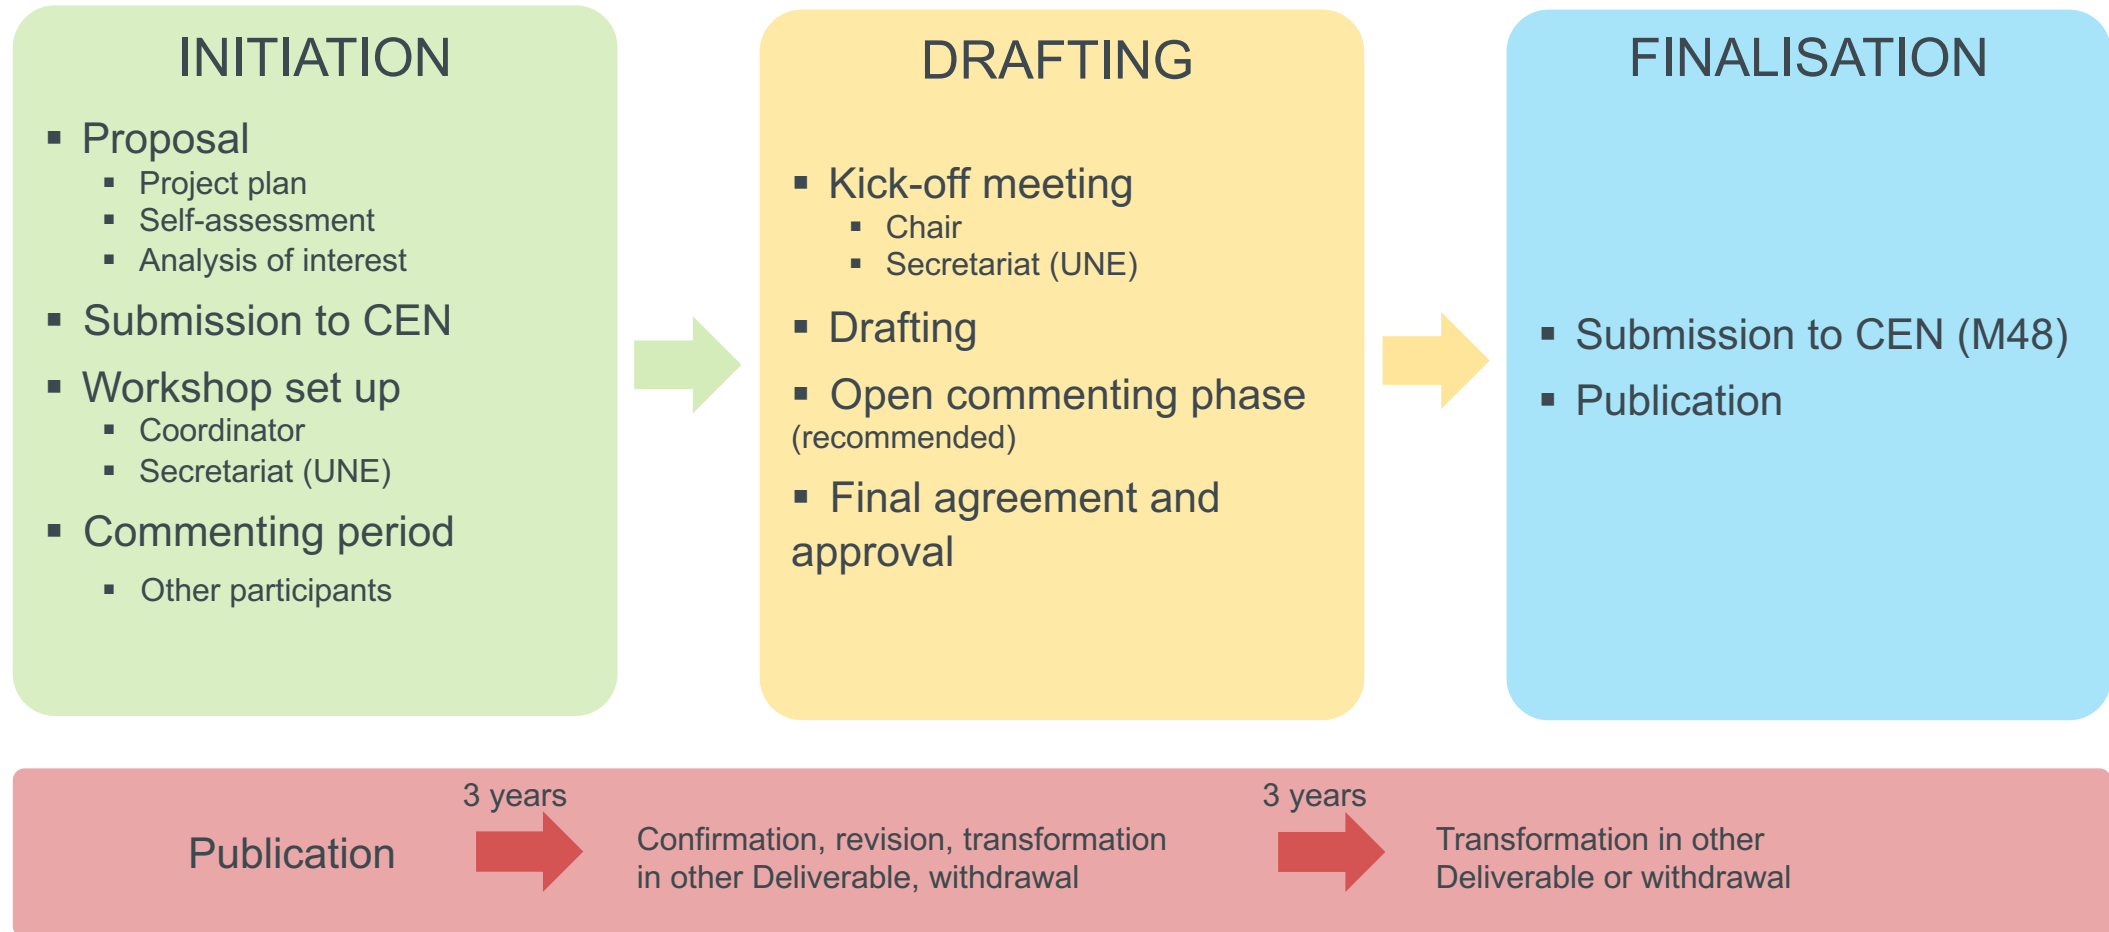 INITIATION
▪ Proposal
▪ Project plan
▪ Self-assessment
▪ Analysis of interest
▪ Submission to CEN
▪ Workshop set up
▪ Coordinator
▪ Secretariat (UNE)
▪ Commenting period
▪ Other participants
DRAFTING
▪ Kick-off meeting
▪ Chair
▪ Secretariat (UNE)
▪ Drafting
▪ Open commenting phase
(recommended)
▪ Final agreement and
approval
FINALISATION
▪ Submission to CEN (M48)
▪ Publication
Publication
3 years
Confirmation, revision, transformation
in other Deliverable, withdrawal
3 years
Transformation in other
Deliverable or withdrawal